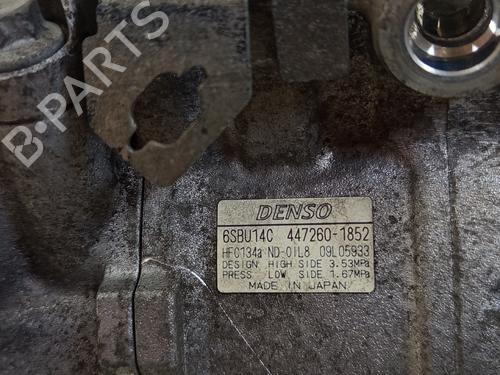 B-PARTS
DENSO
6SBU14C 447260-1852
HFC134a ND-OIL8 09L05933
DESIGN HIGH SIDE 3.53MPa
PRESS LOW SIDE 1.67MPa
MADE IN JAPAN